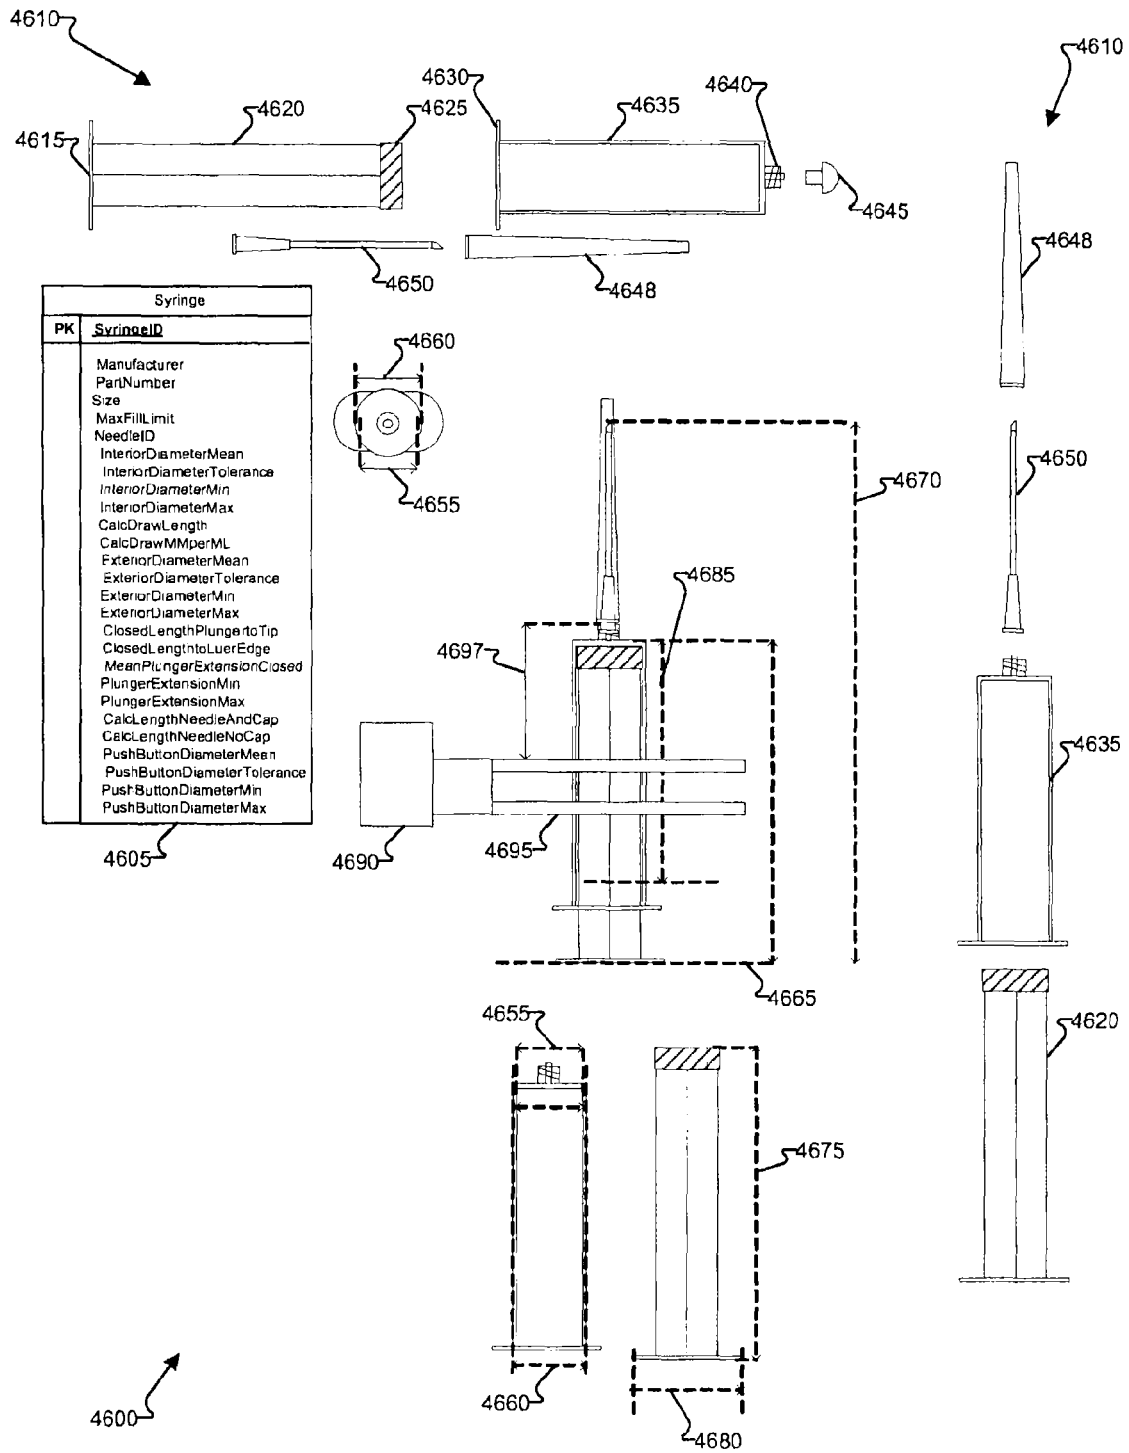 4610
4610
4630
4640
4620
4625
4635
4615
4645
4650
4648
4648
Syringe
PK SyringeID
Manufacturer
PartNumber
Size
MaxFillLimit
NeedleID
InteriorDiameterMean
InteriorDiameterTolerance
InteriorDiameterMin
InteriorDiameterMax
CalcDrawLength
CalcDrawMMperML
ExteriorDiameterMean
ExteriorDiameterTolerance
ExteriorDiameterMin
ExteriorDiameterMax
ClosedLengthPlungertoTip
ClosedLengthtoLuerEdge
MeanPlungerExtensionClosed
PlungerExtensionMin
PlungerExtensionMax
CalcLengthNeedleAndCap
CalcLengthNeedleNoCap
PushButtonDiameterMean
PushButtonDiameterTolerance
PushButtonDiameterMin
PushButtonDiameterMax
4605
4660
4655
4670
4650
4685
4697
4635
4690
4695
4665
4655
4620
4675
4660
4680
4600